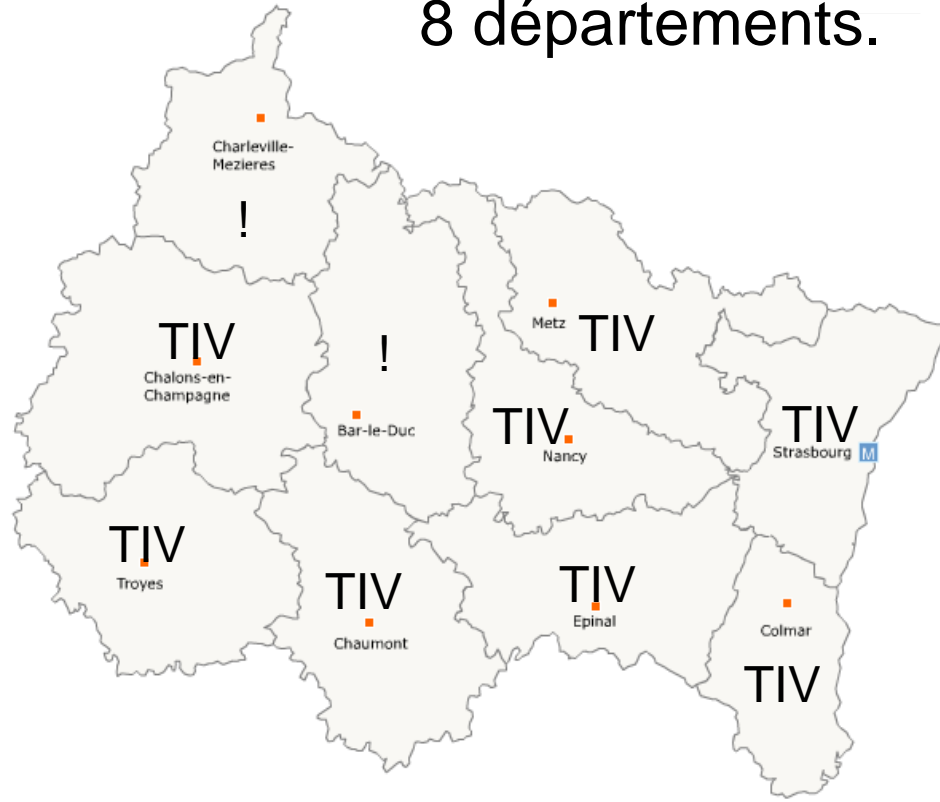 8 départements.
Charleville-
Mezieres
!
TIV
Chalons-en-
Champagne
!
Bar-le-Duc
Metz TIV
TIV
Nancy
TIV
Strasbourg M
TIV
Troyes
TIV
Chaumont
TIV
Epinal
Colmar
TIV